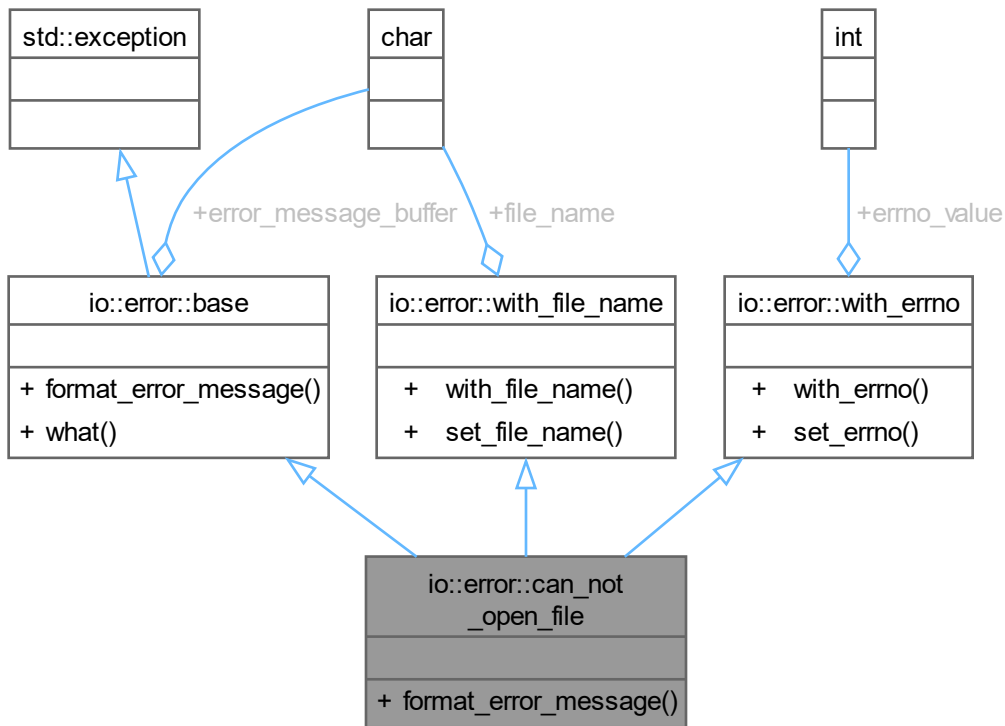 std::exception
char
int
+error_message_buffer
+file_name
+errno_value
io::error::base
+ format_error_message()
+ what()
io::error::with_file_name
+ with_file_name()
+ set_file_name()
io::error::with_errno
+ with_errno()
+ set_errno()
io::error::can_not
_open_file
+ format_error_message()